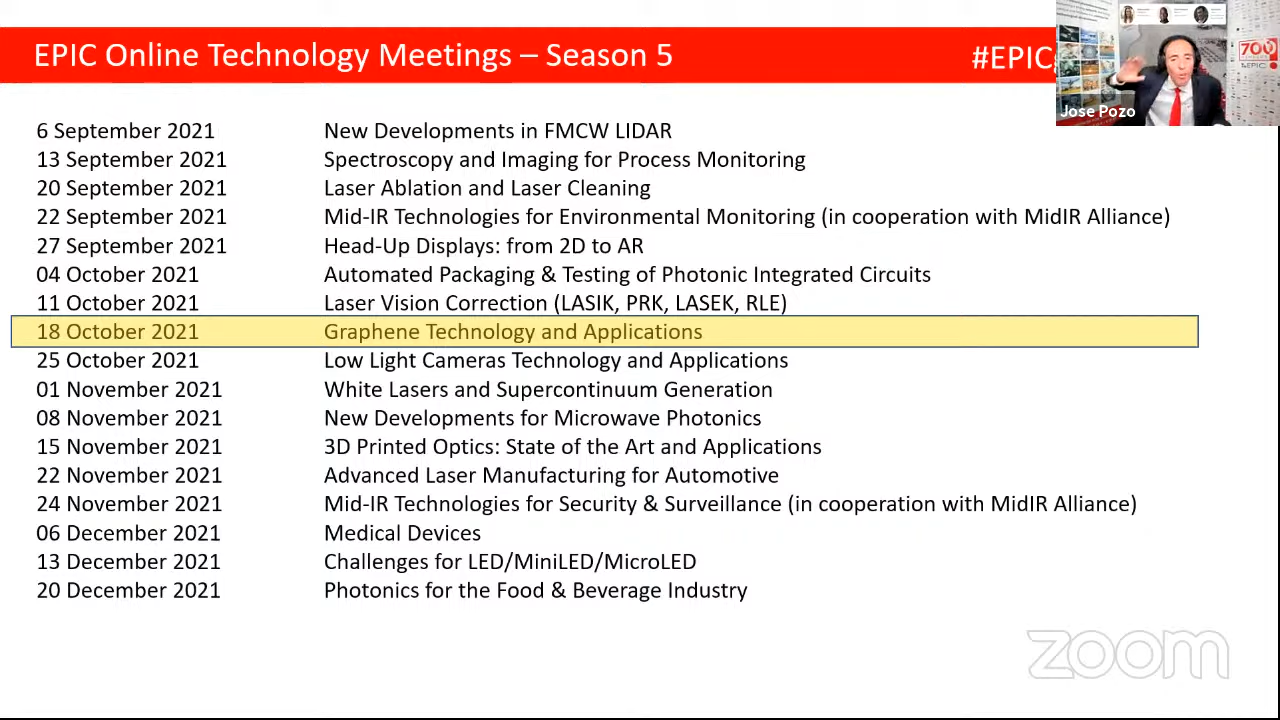 EPIC Online Technology Meetings – Season 5
#EPIC
700
EPIC
Jose Pozo
6 September 2021 New Developments in FMCW LIDAR
13 September 2021 Spectroscopy and Imaging for Process Monitoring
20 September 2021 Laser Ablation and Laser Cleaning
22 September 2021 Mid-IR Technologies for Environmental Monitoring (in cooperation with MidIR Alliance)
27 September 2021 Head-Up Displays: from 2D to AR
04 October 2021 Automated Packaging & Testing of Photonic Integrated Circuits
11 October 2021 Laser Vision Correction (LASIK, PRK, LASEK, RLE)
18 October 2021 Graphene Technology and Applications
25 October 2021 Low Light Cameras Technology and Applications
01 November 2021 White Lasers and Supercontinuum Generation
08 November 2021 New Developments for Microwave Photonics
15 November 2021 3D Printed Optics: State of the Art and Applications
22 November 2021 Advanced Laser Manufacturing for Automotive
24 November 2021 Mid-IR Technologies for Security & Surveillance (in cooperation with MidIR Alliance)
06 December 2021 Medical Devices
13 December 2021 Challenges for LED/MiniLED/MicroLED
20 December 2021 Photonics for the Food & Beverage Industry
zoom